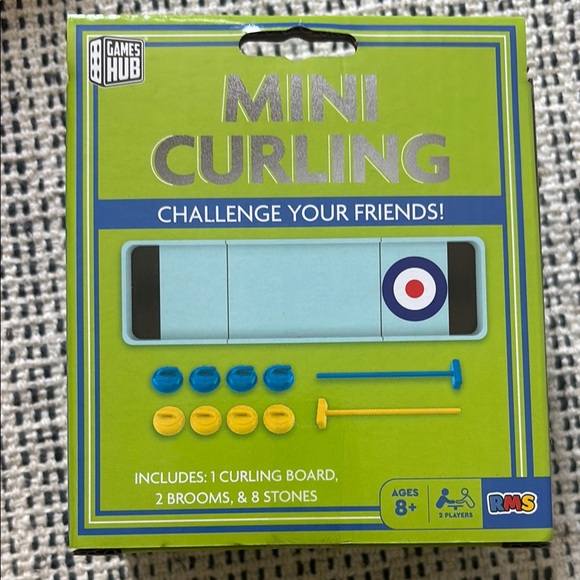 GAMES
HUB
MINI
CURLING
CHALLENGE YOUR FRIENDS!
INCLUDES: 1 CURLING BOARD,
2 BROOMS, & 8 STONES
AGES
8+
2 PLAYERS
RMS